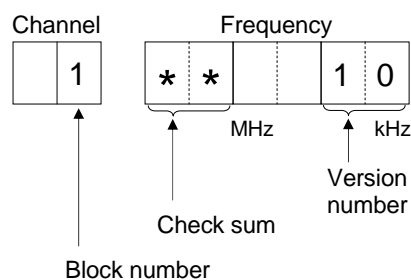 Channel Frequency
1 * * 1 0
MHz kHz
Version
number
Check sum
Block number